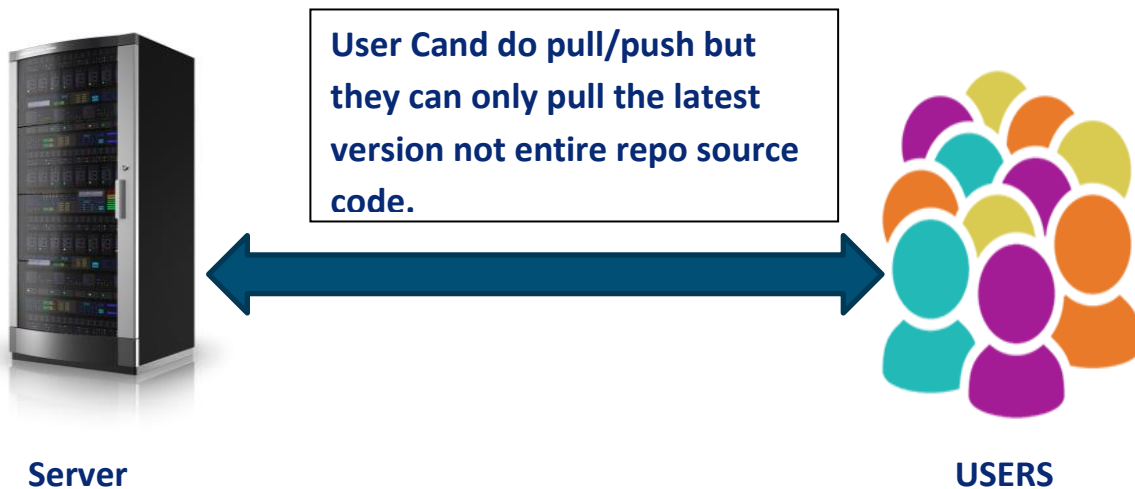 User Cand do pull/push but
they can only pull the latest
version not entire repo source
code.
Server
USERS